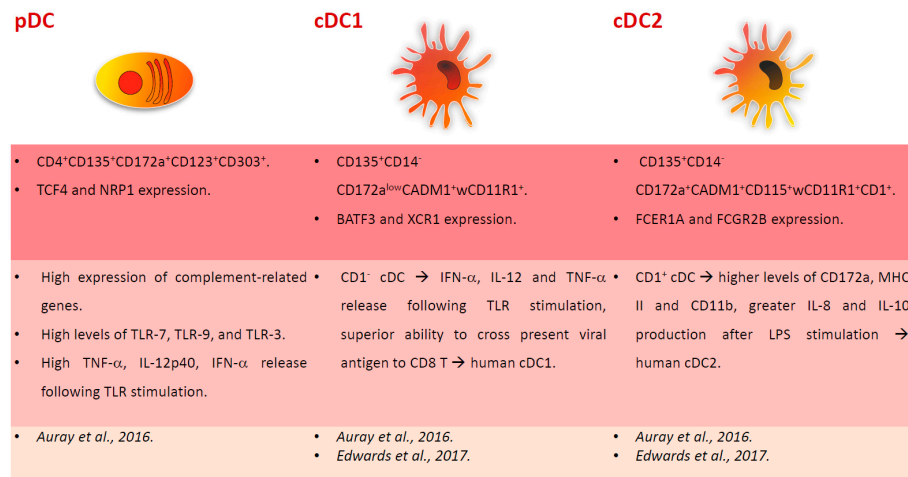 pDC
cDC1
cDC2
• CD4⁺CD135⁺CD172a⁺CD123⁺CD303⁺.
• TCF4 and NRP1 expression.
• CD135⁺CD14⁻
CD172aˡᵒʷCADM1⁺wCD11R1⁺.
• BATF3 and XCR1 expression.
• CD135⁺CD14⁻
CD172a⁺CADM1⁺CD115⁺wCD11R1⁺CD1⁺.
• FCER1A and FCGR2B expression.
• High expression of complement-related
genes.
• High levels of TLR-7, TLR-9, and TLR-3.
• High TNF-α, IL-12p40, IFN-α release
following TLR stimulation.
• CD1⁻ cDC → IFN-α, IL-12 and TNF-α
release following TLR stimulation,
superior ability to cross present viral
antigen to CD8 T → human cDC1.
• CD1⁺ cDC → higher levels of CD172a, MHC
II and CD11b, greater IL-8 and IL-10
production after LPS stimulation →
human cDC2.
• Auray et al., 2016.
• Auray et al., 2016.
• Edwards et al., 2017.
• Auray et al., 2016.
• Edwards et al., 2017.